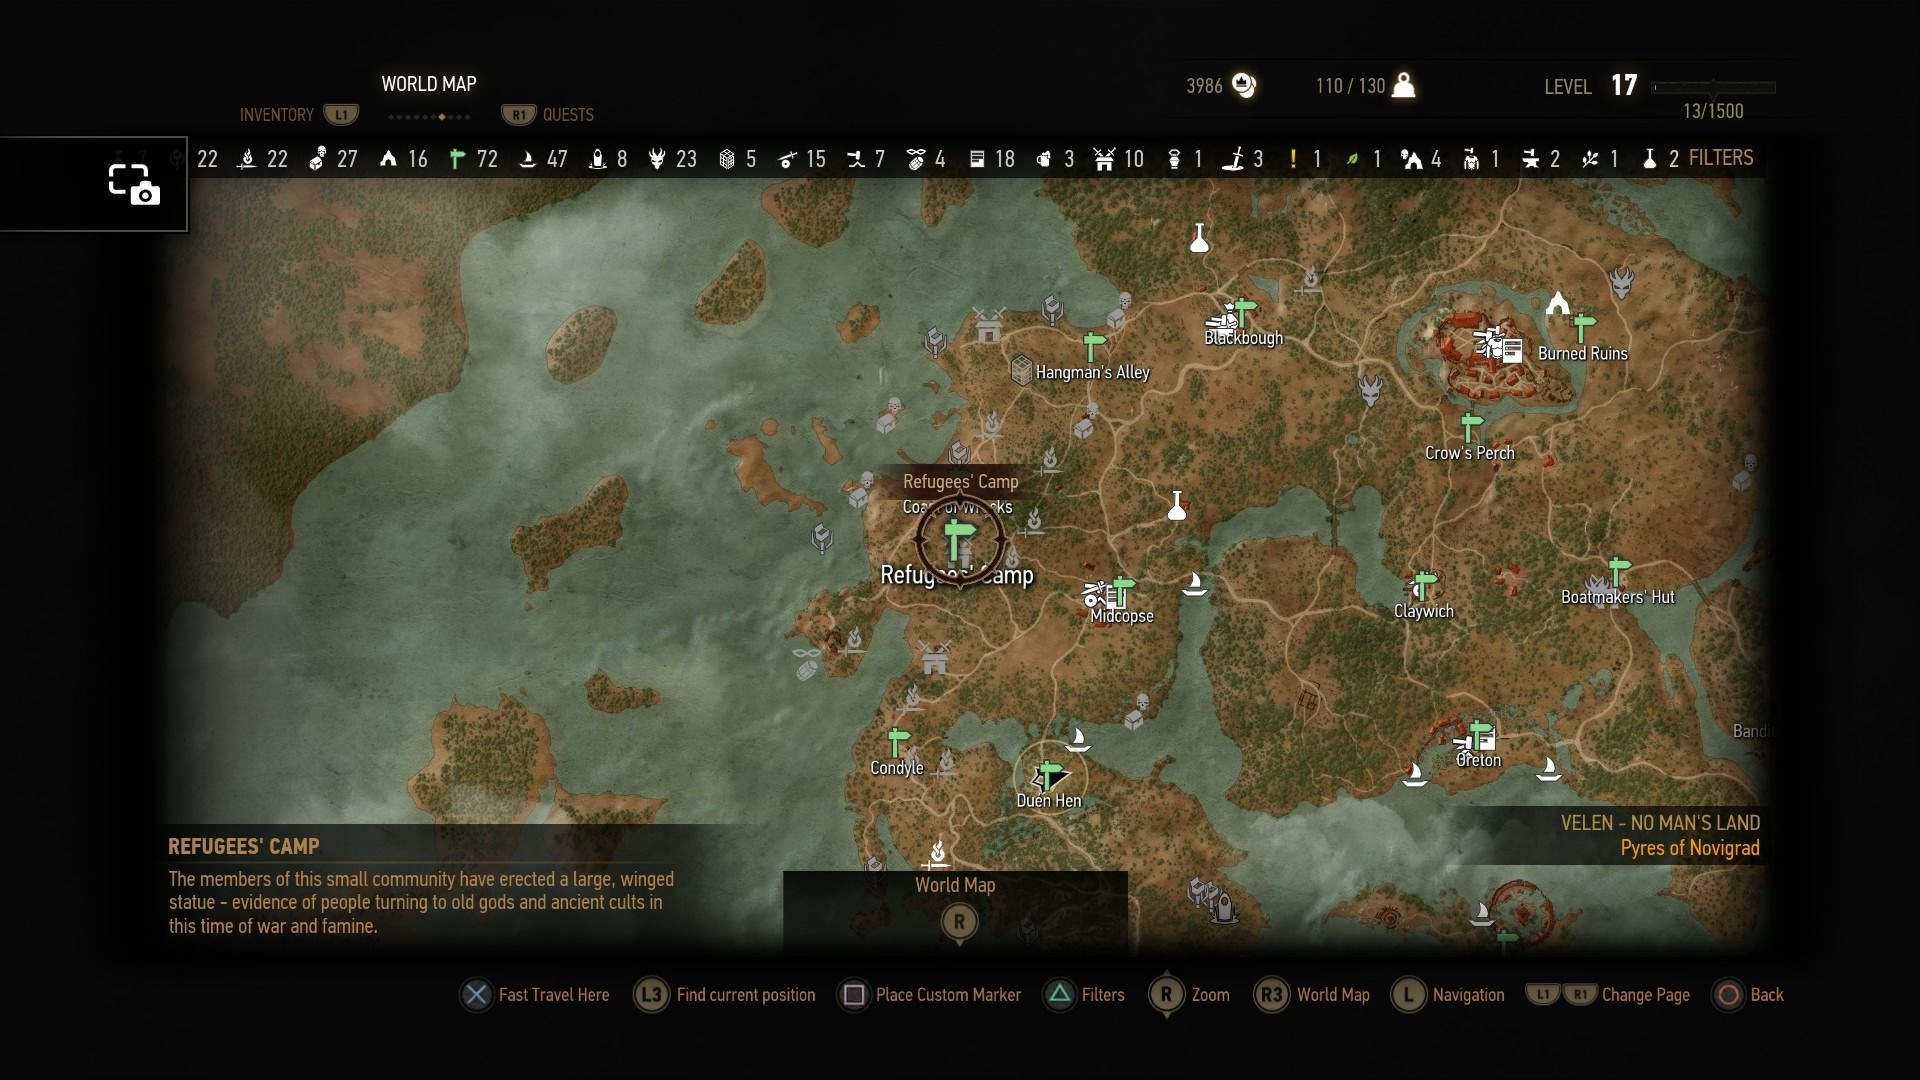 WORLD MAP
INVENTORY L1 R1 QUESTS
3986 110 / 130 LEVEL 17
13/1500
22 22 27 16 72 47 8 23 5 15 7 4 18 3 10 1 3 1 1 4 1 2 1 2 FILTERS
Blackbough
Burned Ruins
Hangman's Alley
Crow's Perch
Refugees' Camp
Coast of Wrecks
Refugees' Camp
Boatmakers' Hut
Claywich
Midcopse
Oreton
Condyle
Duén Hen
VELEN - NO MAN'S LAND
Pyres of Novigrad
REFUGEES' CAMP
The members of this small community have erected a large, winged
statue - evidence of people turning to old gods and ancient cults in
this time of war and famine.
World Map
R
Fast Travel Here L3 Find current position Place Custom Marker Filters R Zoom R3 World Map L Navigation L1 R1 Change Page Back